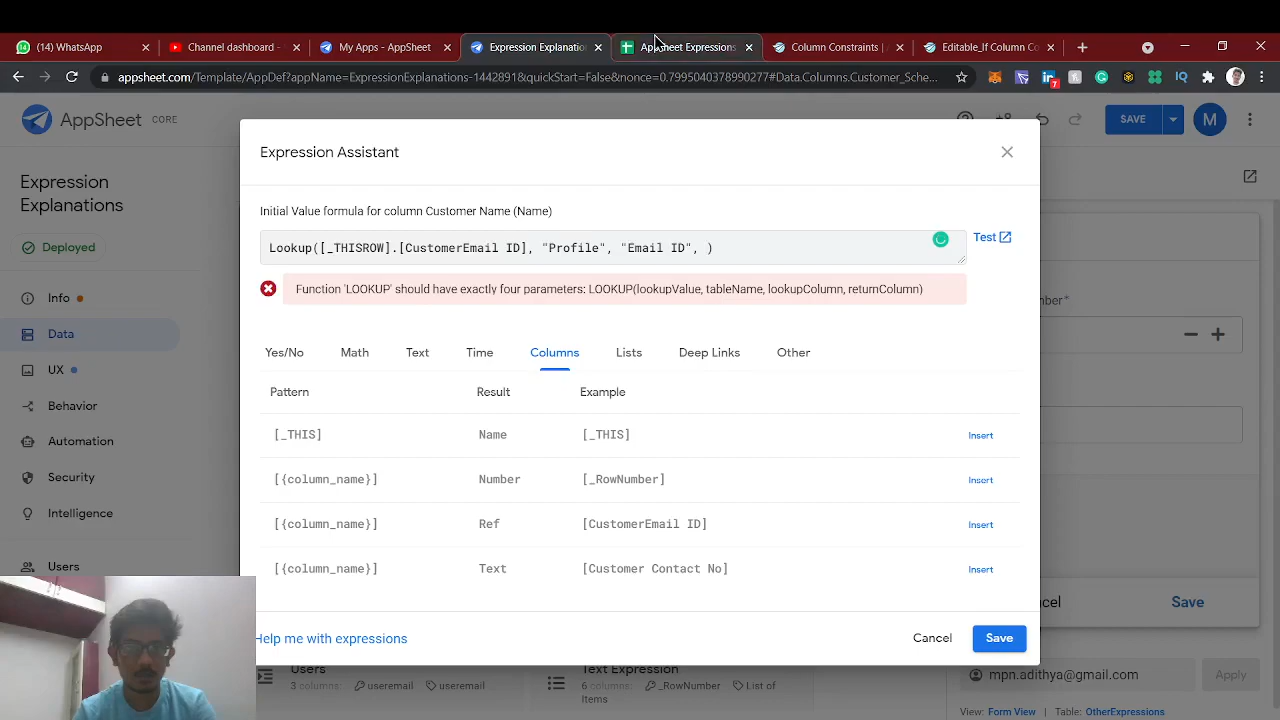 (14) WhatsApp
Channel dashboard -
My Apps - AppSheet
Expression Explanatio
AppSheet Expressions
Column Constraints |
Editable_If Column Co
appsheet.com/Template/AppDef?appName=ExpressionExplanations-1442891&quickStart=False&nonce=0.7995040378990277#Data.Columns.Customer_Sche...
7
IQ
AppSheet CORE
SAVE
M
Expression Assistant
Expression
Explanations
Deployed
Initial Value formula for column Customer Name (Name)
Lookup([_THISROW].[CustomerEmail ID], "Profile", "Email ID", )
Test
Function 'LOOKUP' should have exactly four parameters: LOOKUP(lookupValue, tableName, lookupColumn, returnColumn)
Info
Data
UX
Behavior
Automation
Security
Intelligence
Users
mber*
Yes/No Math Text Time Columns Lists Deep Links Other
Pattern Result Example
[_THIS] Name [_THIS] Insert
[{column_name}] Number [_RowNumber] Insert
[{column_name}] Ref [CustomerEmail ID] Insert
[{column_name}] Text [Customer Contact No] Insert
cel Save
Help me with expressions
Cancel
Save
Users
3 columns: useremail useremail
Text Expression
6 columns: _RowNumber List of
Items
mpn.adithya@gmail.com
Apply
View: Form View | Table: OtherExpressions